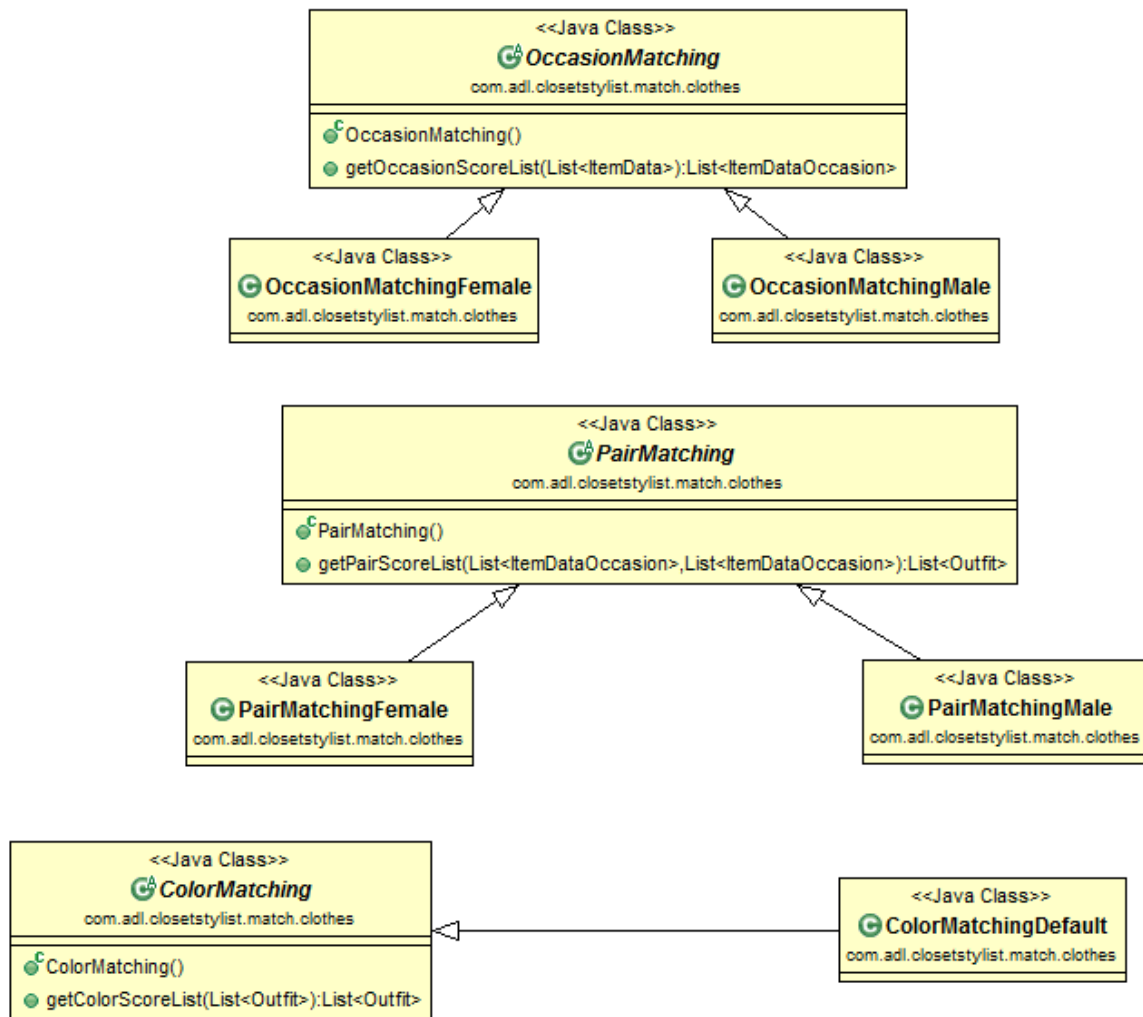 <<Java Class>>
OccasionMatching
com.adl.closetstylist.match.clothes
OccasionMatching()
getOccasionScoreList(List<ItemData>):List<ItemDataOccasion>
<<Java Class>>
OccasionMatchingFemale
com.adl.closetstylist.match.clothes
<<Java Class>>
OccasionMatchingMale
com.adl.closetstylist.match.clothes
<<Java Class>>
PairMatching
com.adl.closetstylist.match.clothes
PairMatching()
getPairScoreList(List<ItemDataOccasion>,List<ItemDataOccasion>):List<Outfit>
<<Java Class>>
PairMatchingFemale
com.adl.closetstylist.match.clothes
<<Java Class>>
PairMatchingMale
com.adl.closetstylist.match.clothes
<<Java Class>>
ColorMatching
com.adl.closetstylist.match.clothes
ColorMatching()
getColorScoreList(List<Outfit>):List<Outfit>
<<Java Class>>
ColorMatchingDefault
com.adl.closetstylist.match.clothes